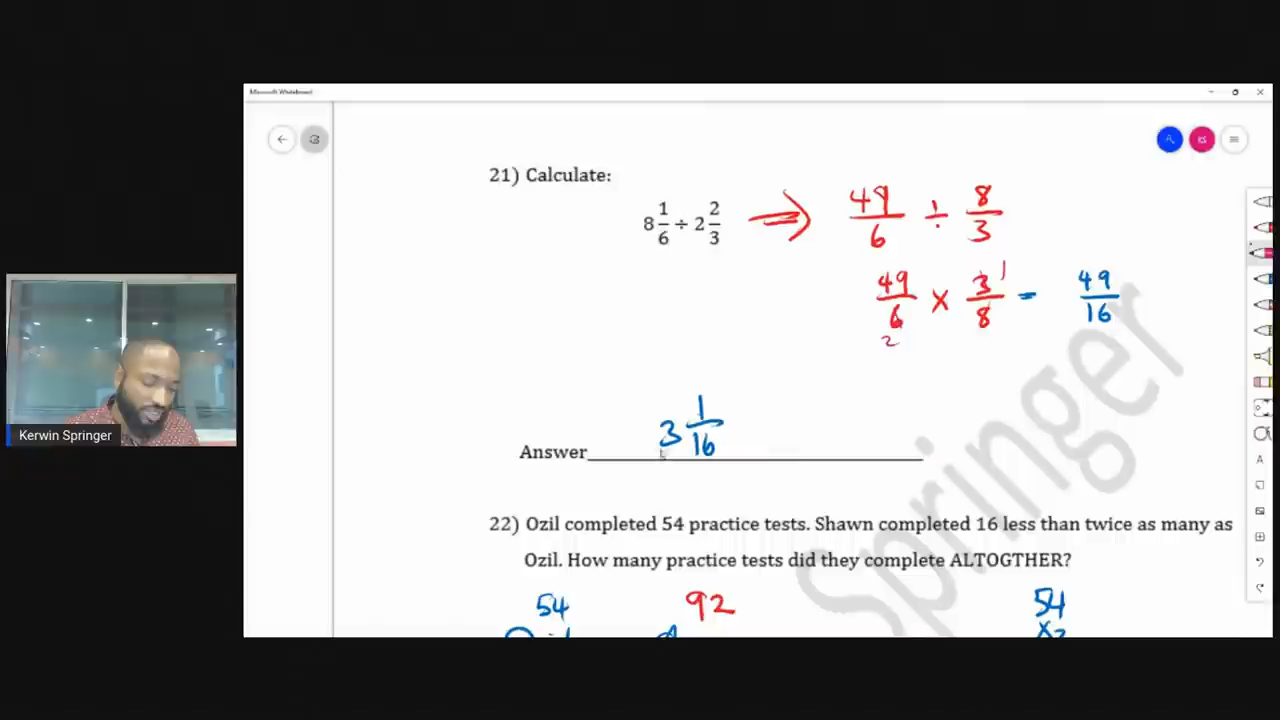 Microsoft Whiteboard
21) Calculate:
8 1/6 ÷ 2 2/3 ⇒ 49/6 ÷ 8/3
49/6 2 × 3/8 1 = 49/16
Answer 3 1/16
22) Ozil completed 54 practice tests. Shawn completed 16 less than twice as many as
Ozil. How many practice tests did they complete ALTOGTHER?
54 92 54
Kerwin Springer
Springer